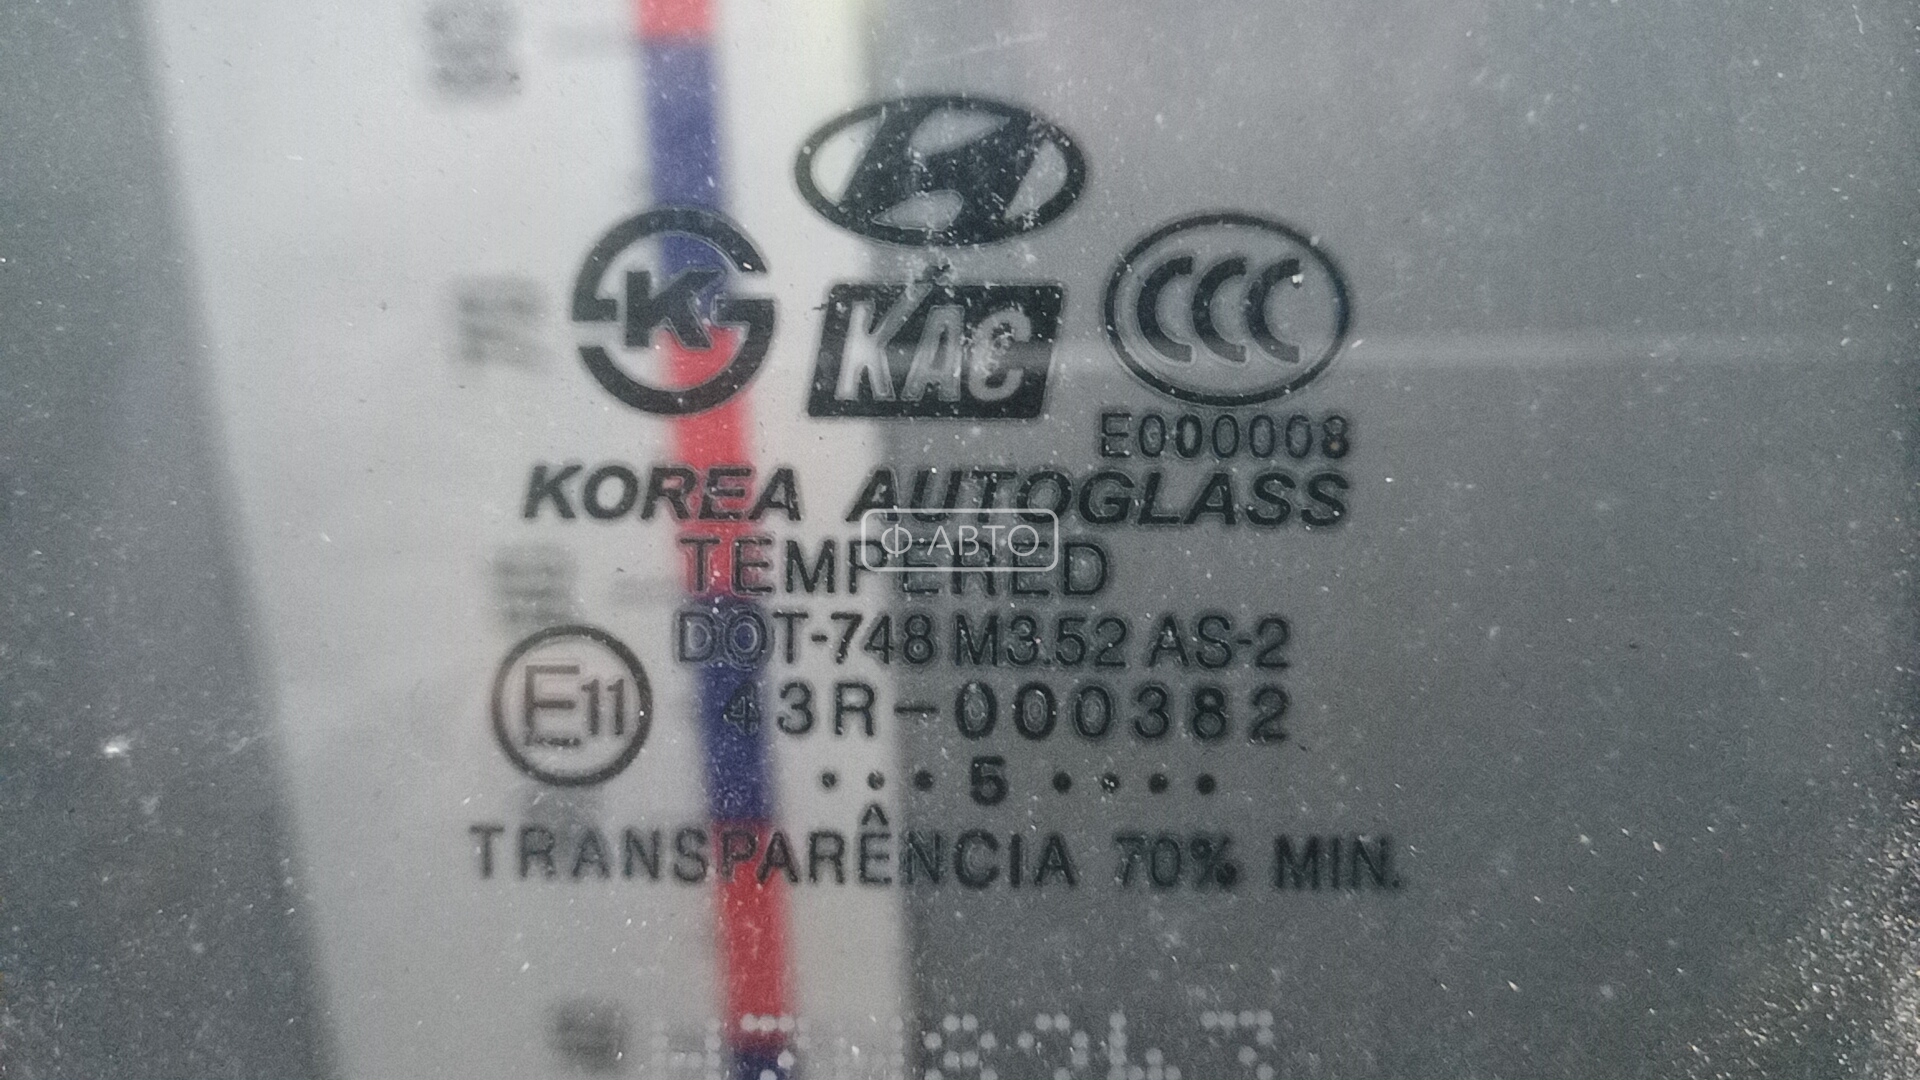 K
KAC
CCC
E000008
KOREA AUTOGLASS
Ф·АВТО
TEMPERED
DOT-748 M3.52 AS-2
E11
43R-000382
...5....
TRANSPARÊNCIA 70% MIN.